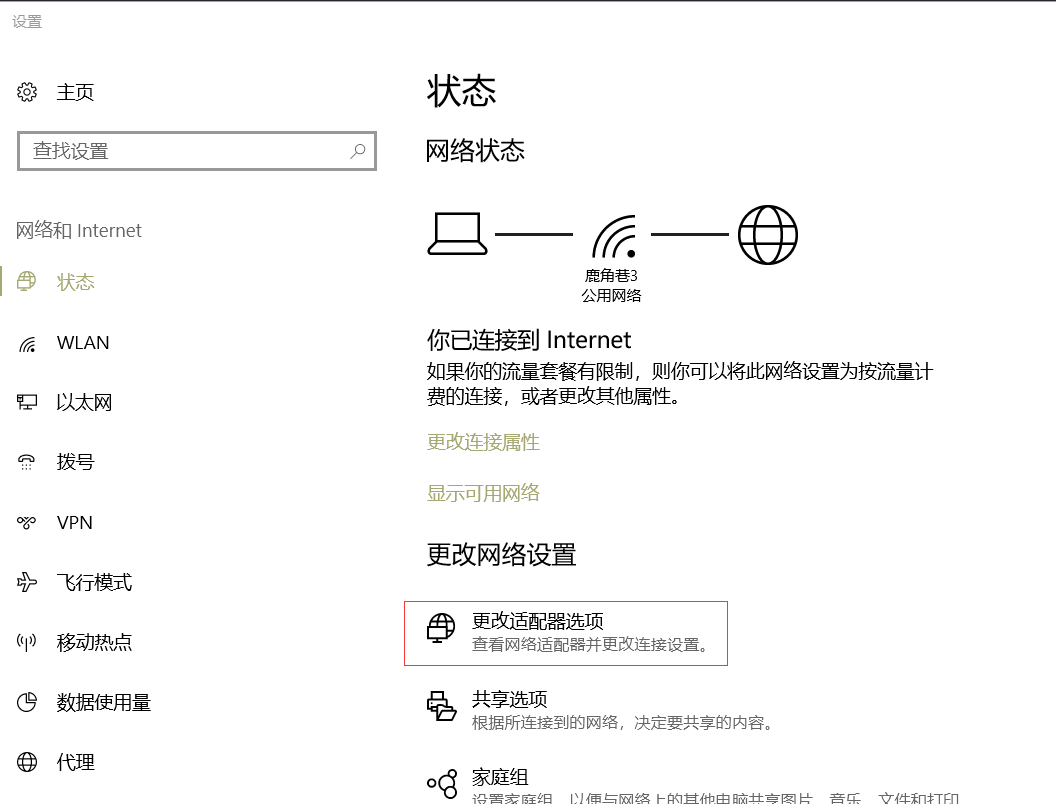 设置
主页
查找设置
网络和 Internet
状态
WLAN
以太网
拨号
VPN
飞行模式
移动热点
数据使用量
代理
状态
网络状态
鹿角巷3
公用网络
你已连接到 Internet
如果你的流量套餐有限制，则你可以将此网络设置为按流量计
费的连接，或者更改其他属性。
更改连接属性
显示可用网络
更改网络设置
更改适配器选项
查看网络适配器并更改连接设置。
共享选项
根据所连接到的网络，决定要共享的内容。
家庭组
设置家庭组，以便与网络上的其他电脑共享图片、音乐、文件和打印